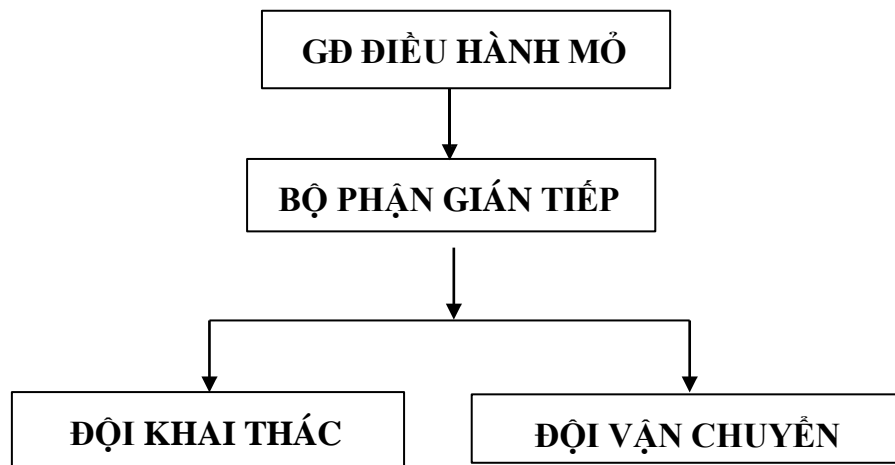 GĐ ĐIỀU HÀNH MỎ
BỘ PHẬN GIÁN TIẾP
ĐỘI KHAI THÁC
ĐỘI VẬN CHUYỂN